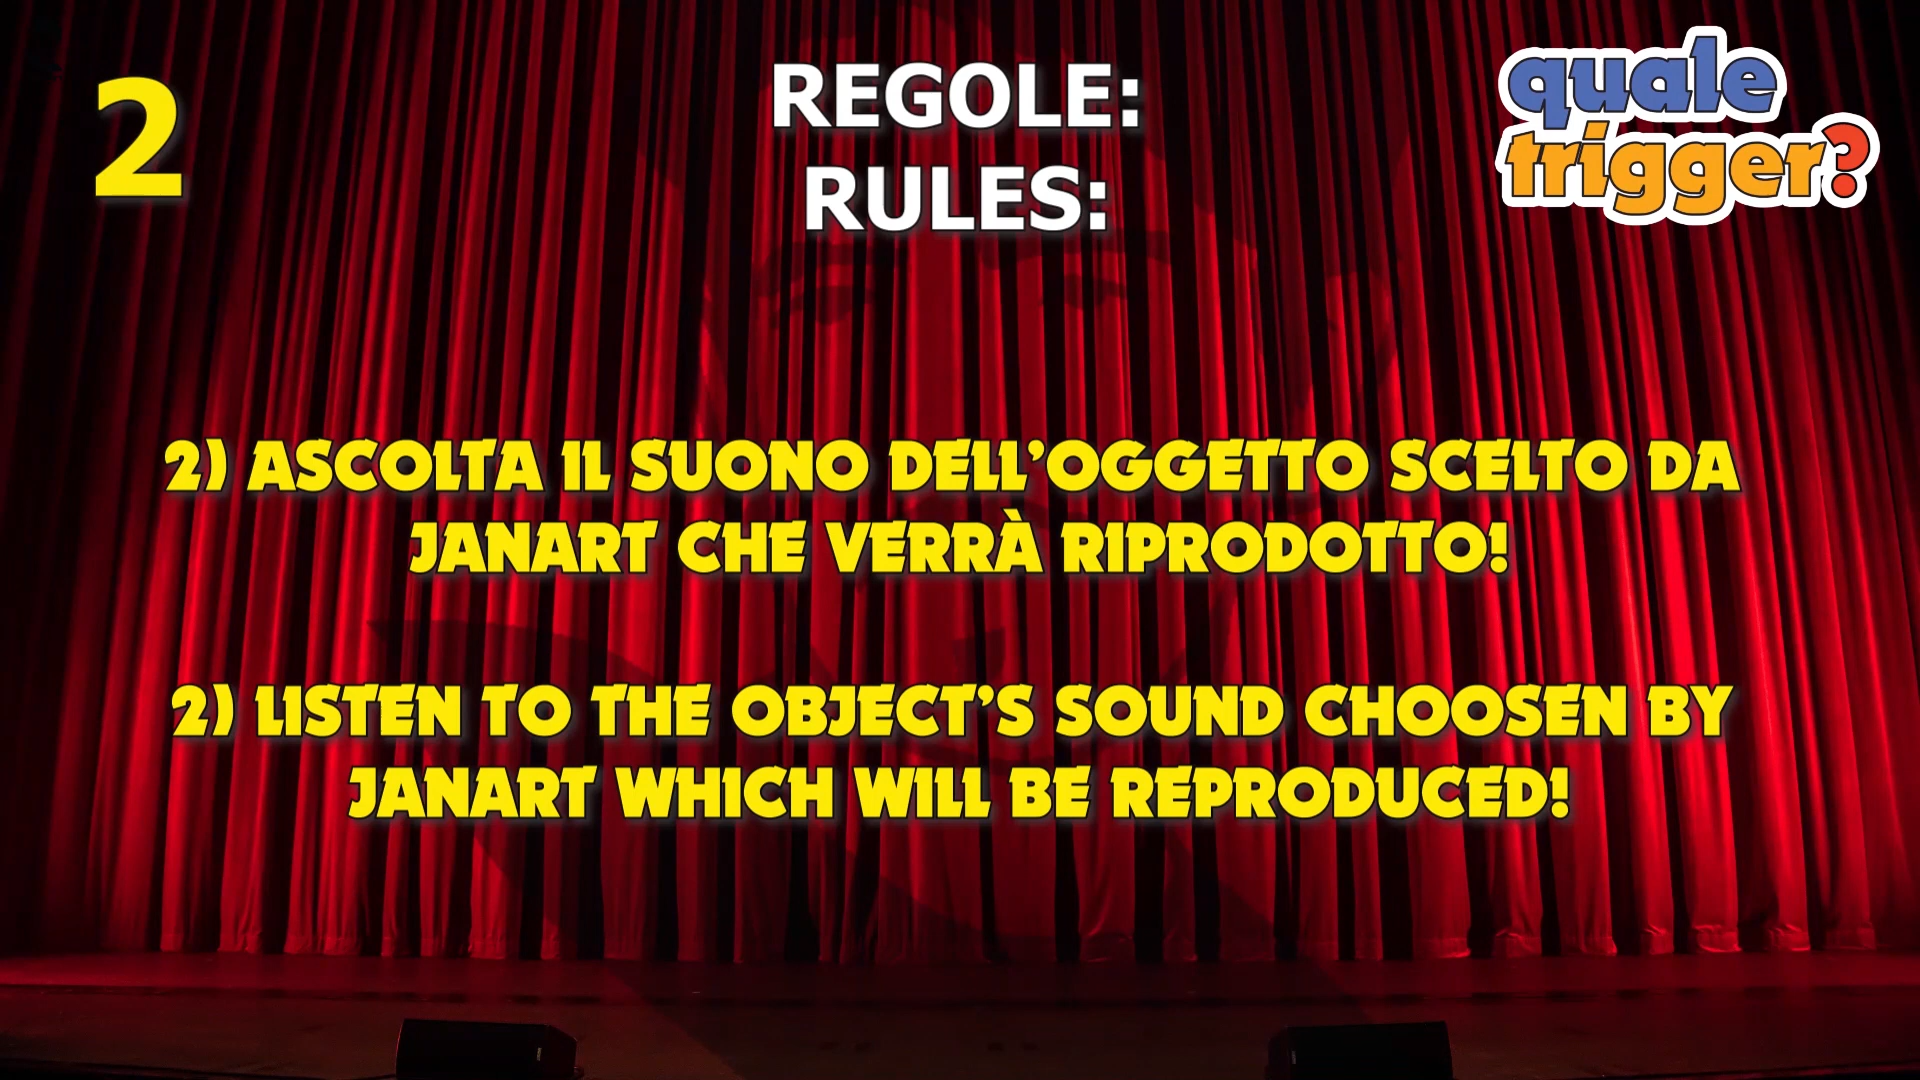 2
REGOLE:
RULES:
quale
trigger?
2) ASCOLTA IL SUONO DELL'OGGETTO SCELTO DA
JANART CHE VERRÀ RIPRODOTTO!
2) LISTEN TO THE OBJECT'S SOUND CHOOSEN BY
JANART WHICH WILL BE REPRODUCED!